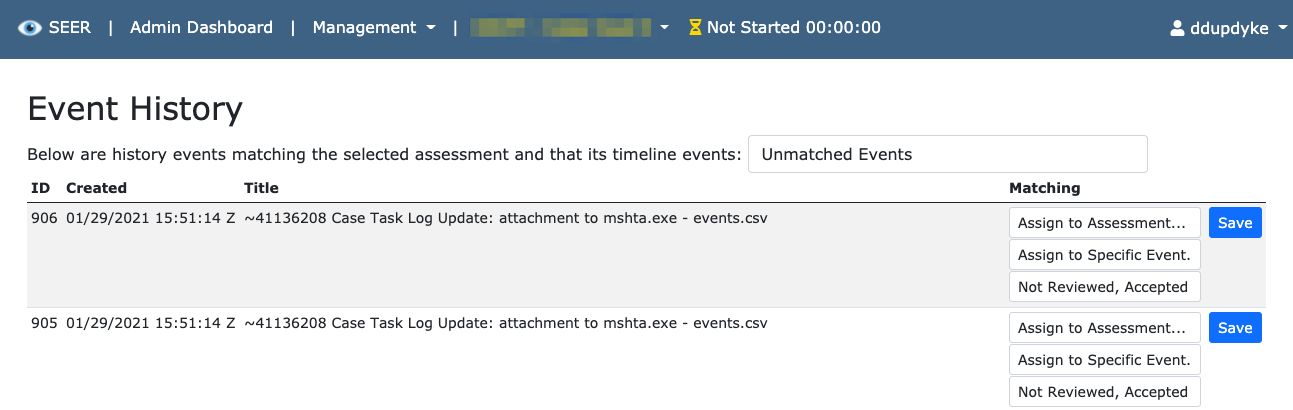 SEER | Admin Dashboard | Management | Not Started 00:00:00 ddupdyke
Event History
Below are history events matching the selected assessment and that its timeline events: Unmatched Events
ID Created Title Matching
906 01/29/2021 15:51:14 Z ~41136208 Case Task Log Update: attachment to mshta.exe - events.csv Assign to Assessment... Save
Assign to Specific Event.
Not Reviewed, Accepted
905 01/29/2021 15:51:14 Z ~41136208 Case Task Log Update: attachment to mshta.exe - events.csv Assign to Assessment... Save
Assign to Specific Event.
Not Reviewed, Accepted